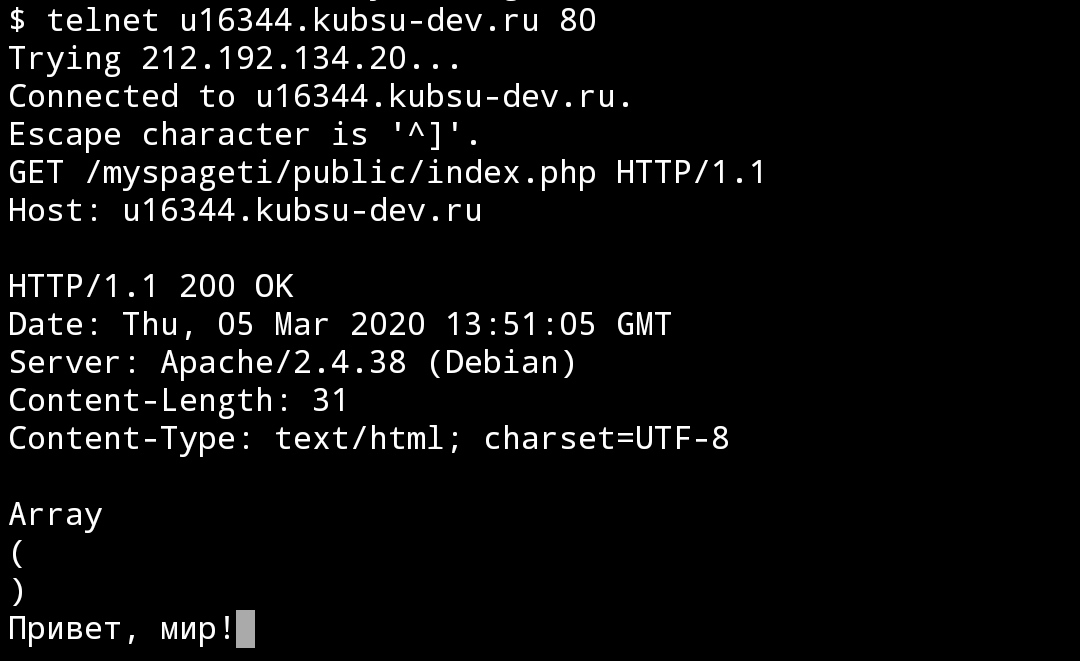 $ telnet u16344.kubsu-dev.ru 80
Trying 212.192.134.20...
Connected to u16344.kubsu-dev.ru.
Escape character is '^]'.
GET /myspageti/public/index.php HTTP/1.1
Host: u16344.kubsu-dev.ru
HTTP/1.1 200 OK
Date: Thu, 05 Mar 2020 13:51:05 GMT
Server: Apache/2.4.38 (Debian)
Content-Length: 31
Content-Type: text/html; charset=UTF-8
Array
(
)
Привет, мир!